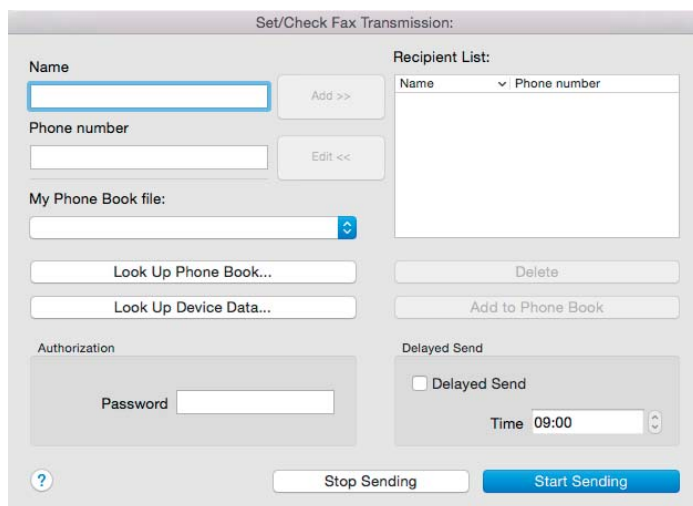 Set/Check Fax Transmission:
Name
Add >>
Phone number
Edit <<
My Phone Book file:
Look Up Phone Book...
Look Up Device Data...
Recipient List:
Name Phone number
Delete
Add to Phone Book
Authorization
Password
Delayed Send
Delayed Send
Time 09:00
?
Stop Sending
Start Sending